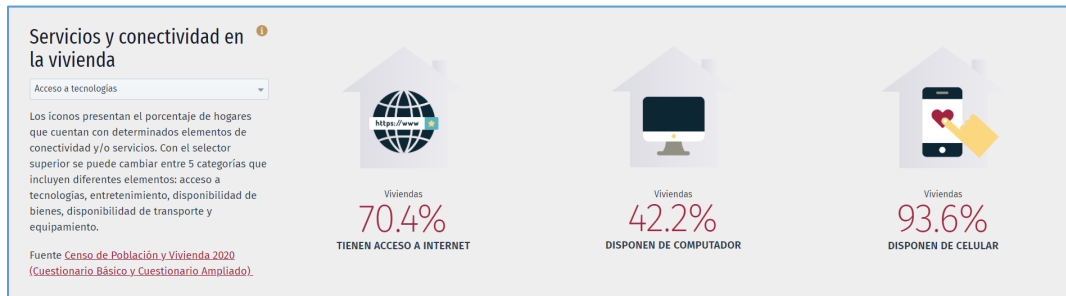 Servicios y conectividad en
la vivienda
i
Acceso a tecnologías
Los íconos presentan el porcentaje de hogares
que cuentan con determinados elementos de
conectividad y/o servicios. Con el selector
superior se puede cambiar entre 5 categorías que
incluyen diferentes elementos: acceso a
tecnologías, entretenimiento, disponibilidad de
bienes, disponibilidad de transporte y
equipamiento.
Fuente Censo de Población y Vivienda 2020
(Cuestionario Básico y Cuestionario Ampliado)
https://www
Viviendas
70.4%
TIENEN ACCESO A INTERNET
Viviendas
42.2%
DISPONEN DE COMPUTADOR
Viviendas
93.6%
DISPONEN DE CELULAR